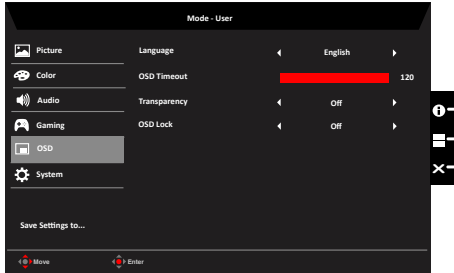 Mode - User
Picture
Language English
Color
OSD Timeout 120
Audio
Transparency Off
Gaming
OSD Lock Off
OSD
System
Save Settings to...
Move Enter